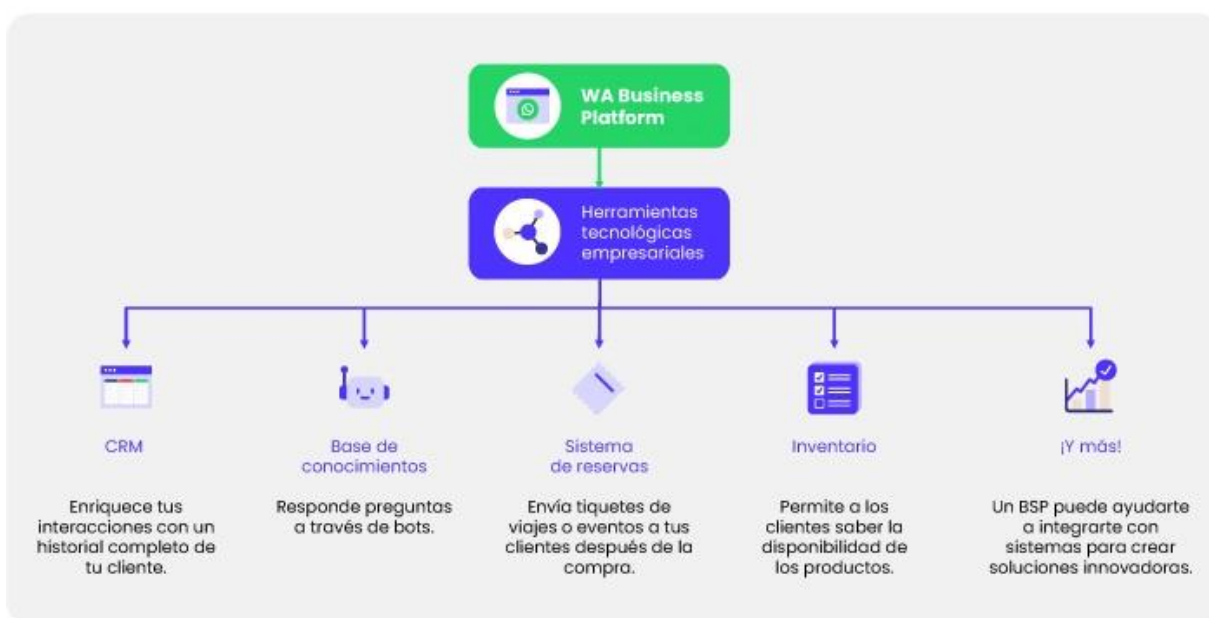 WA Business
Platform
Herramientas
tecnológicas
empresariales
CRM
Enriquece tus
interacciones con un
historial completo de
tu cliente.
Base de
conocimientos
Responde preguntas
a través de bots.
Sistema
de reservas
Envía tiquetes de
viajes o eventos a tus
clientes después de la
compra.
Inventario
Permite a los
clientes saber la
disponibilidad de
los productos.
¡Y más!
Un BSP puede ayudarte
a integrarte con
sistemas para crear
soluciones innovadoras.